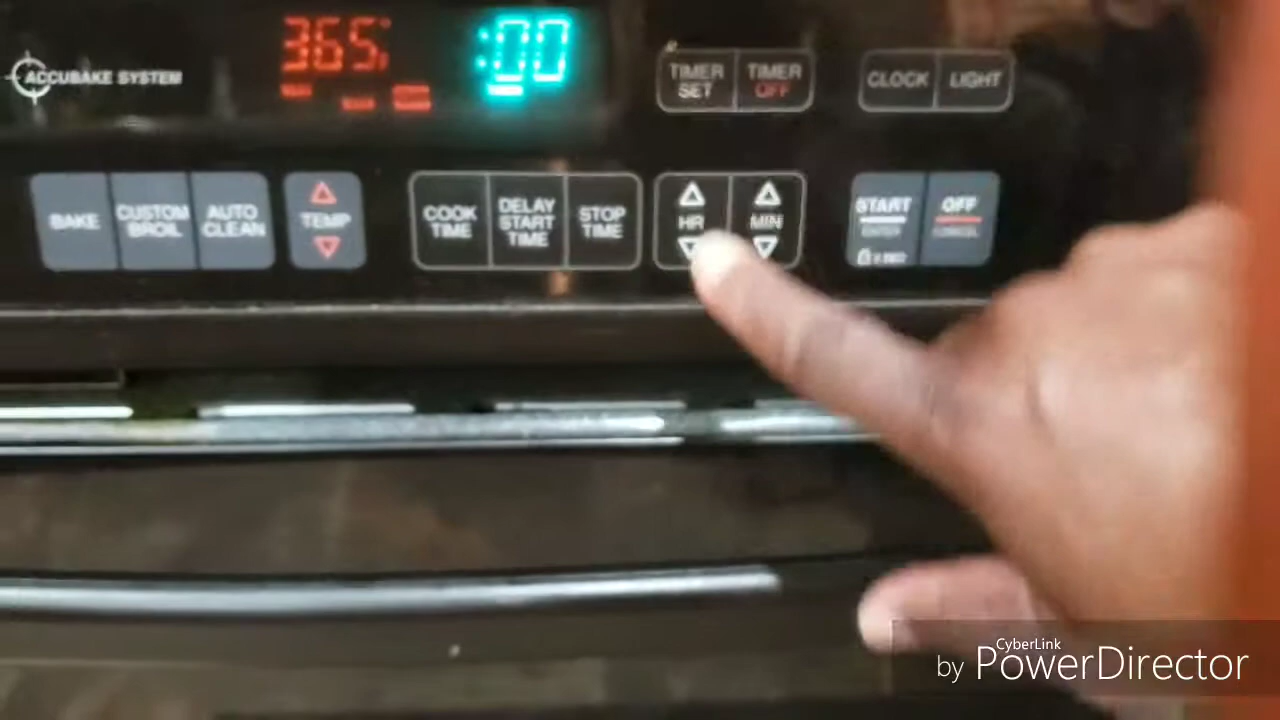 365°
:00
ACCUBAKE SYSTEM
TIMER
SET
TIMER
OFF
CLOCK
LIGHT
BAKE
CUSTOM
BROIL
AUTO
CLEAN
TEMP
COOK
TIME
DELAY
START
TIME
STOP
TIME
HR
MIN
START
ENTER
OFF
CANCEL
CyberLink
by PowerDirector